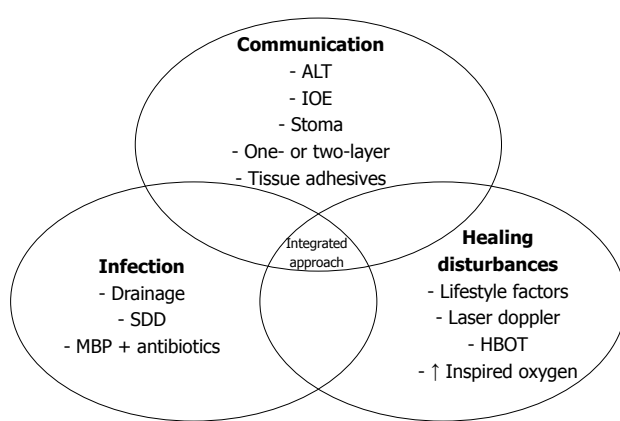 Communication
- ALT
- IOE
- Stoma
- One- or two-layer
- Tissue adhesives
Integrated
approach
Infection
- Drainage
- SDD
- MBP + antibiotics
Healing
disturbances
- Lifestyle factors
- Laser doppler
- HBOT
- ↑ Inspired oxygen